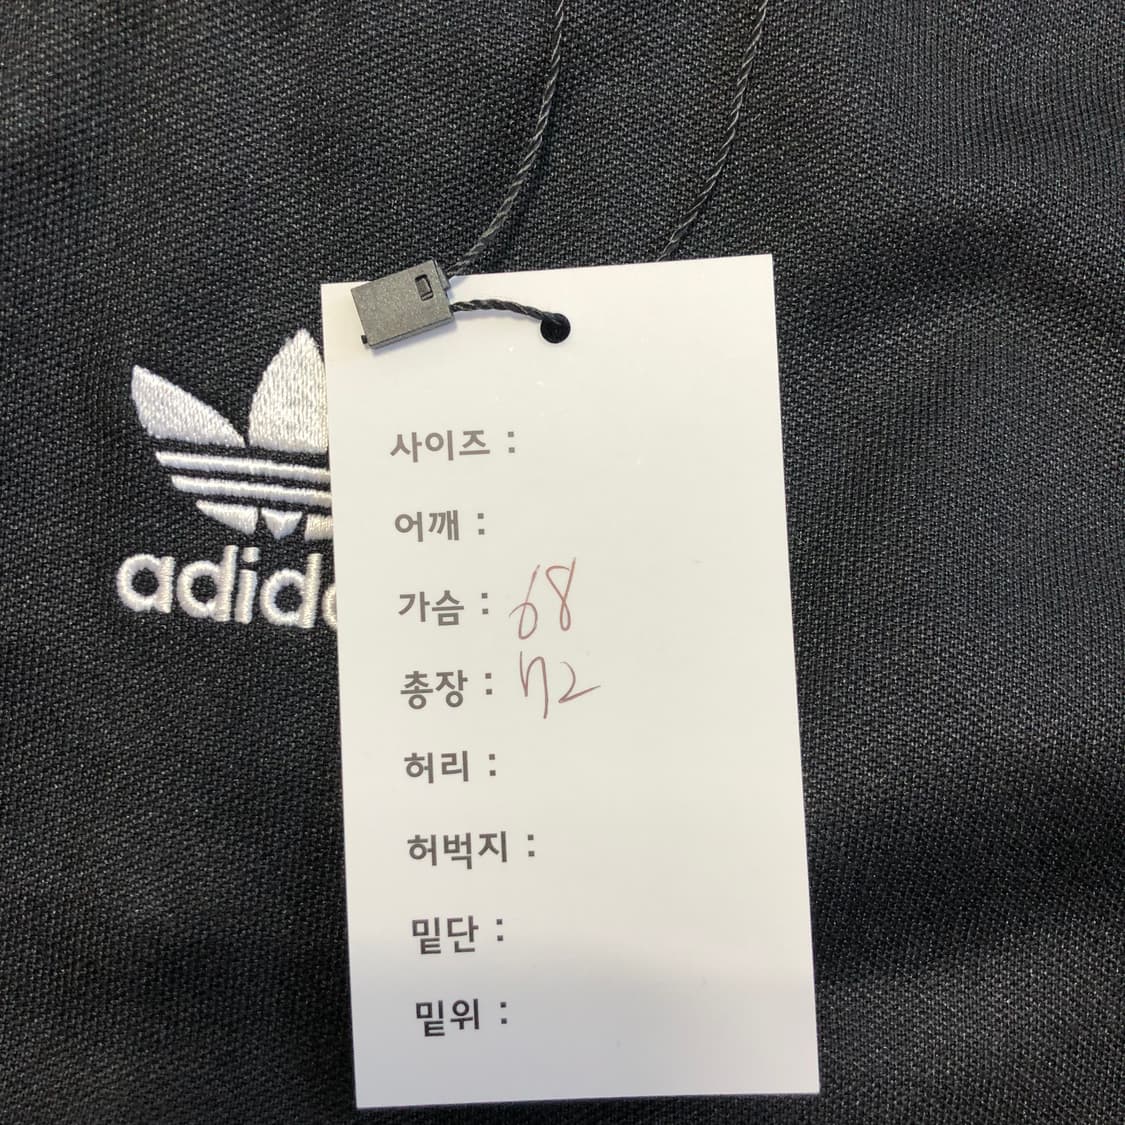 adida
사이즈 :
어깨 :
가슴 : 68
총장 : 72
허리 :
허벅지 :
밑단 :
밑위 :